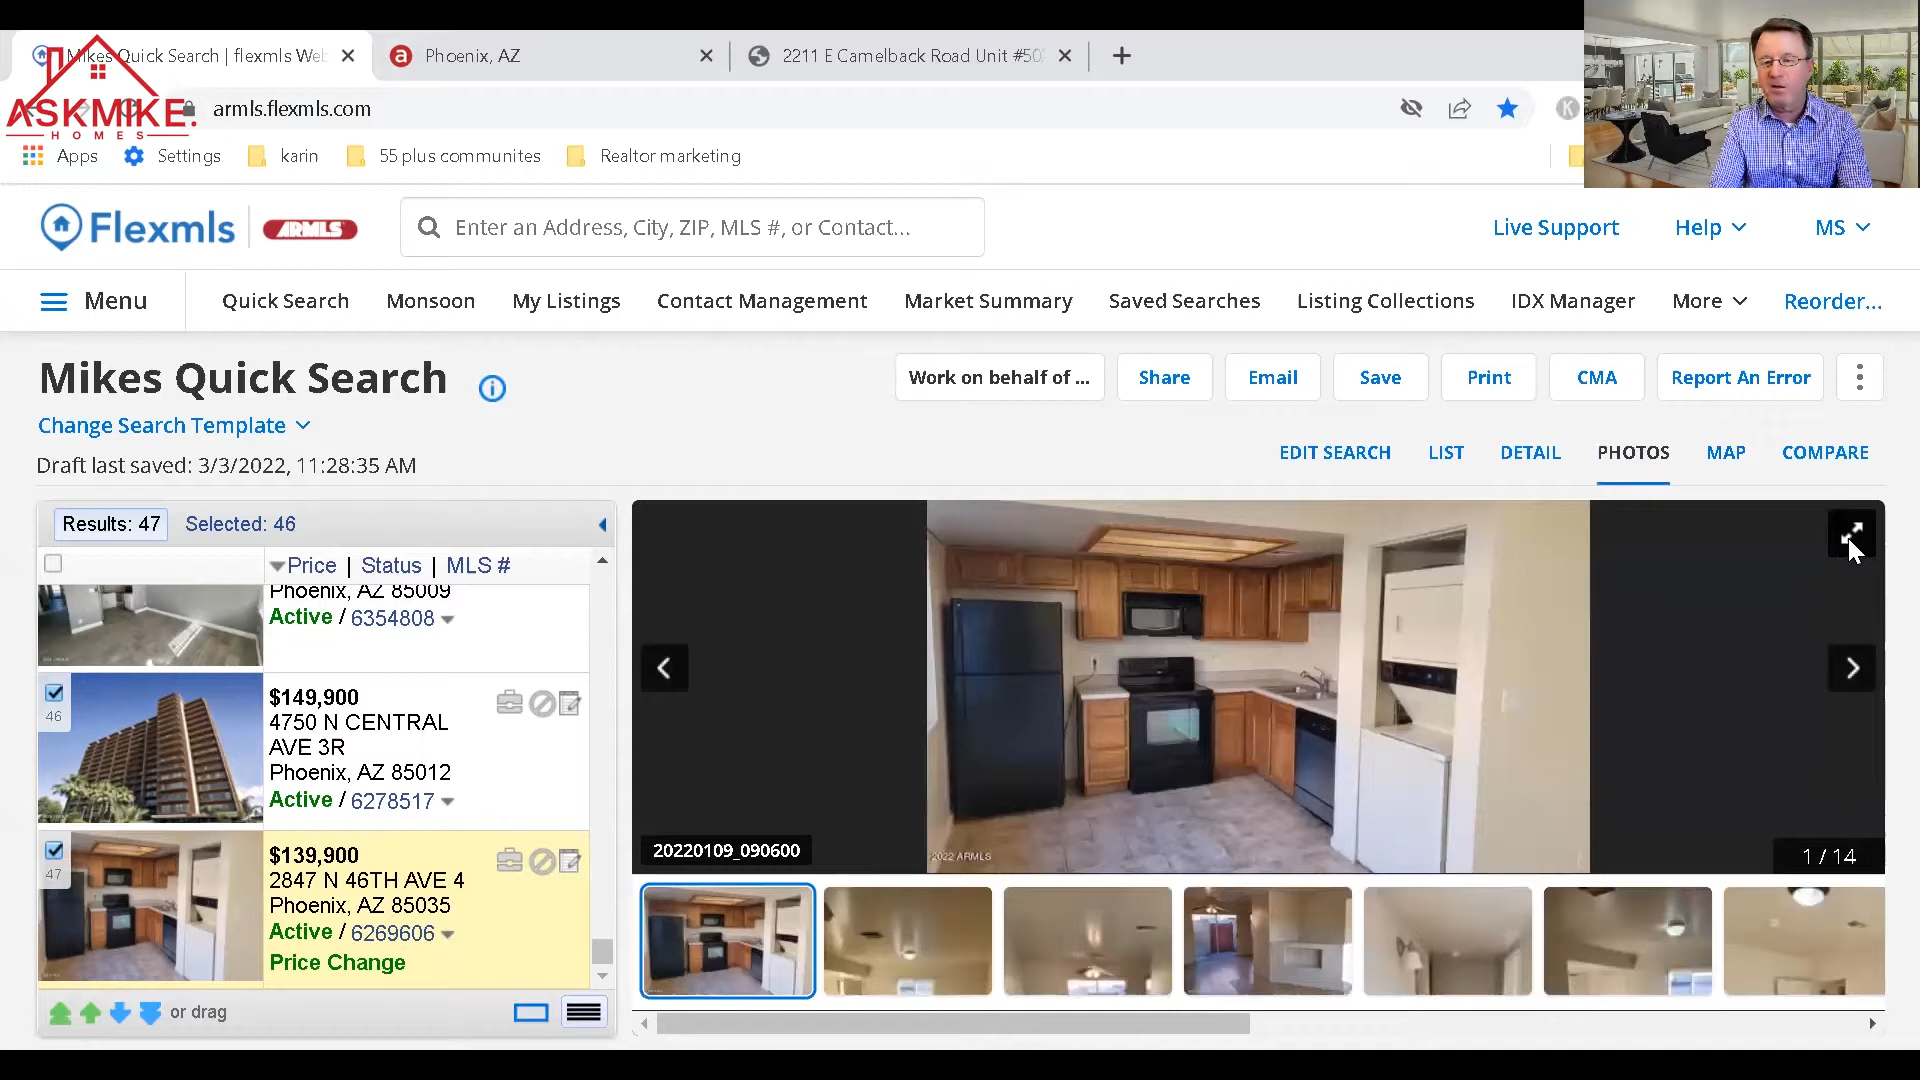 Mikes Quick Search | flexmls Web
Phoenix, AZ
2211 E Camelback Road Unit #50
ASKMIKE.
HOMES
armls.flexmls.com
K
Apps
Settings
karin
55 plus communites
Realtor marketing
Flexmls
ARMLS
Enter an Address, City, ZIP, MLS #, or Contact...
Live Support
Help
MS
Menu
Quick Search
Monsoon
My Listings
Contact Management
Market Summary
Saved Searches
Listing Collections
IDX Manager
More
Reorder...
Mikes Quick Search
Work on behalf of ...
Share
Email
Save
Print
CMA
Report An Error
Change Search Template
Draft last saved: 3/3/2022, 11:28:35 AM
EDIT SEARCH
LIST
DETAIL
PHOTOS
MAP
COMPARE
Results: 47
Selected: 46
Price | Status | MLS #
Phoenix, AZ 85009
Active / 6354808
46
$149,900
4750 N CENTRAL
AVE 3R
Phoenix, AZ 85012
Active / 6278517
47
$139,900
2847 N 46TH AVE 4
Phoenix, AZ 85035
Active / 6269606
Price Change
or drag
20220109_090600
2022 ARMLS
1 / 14